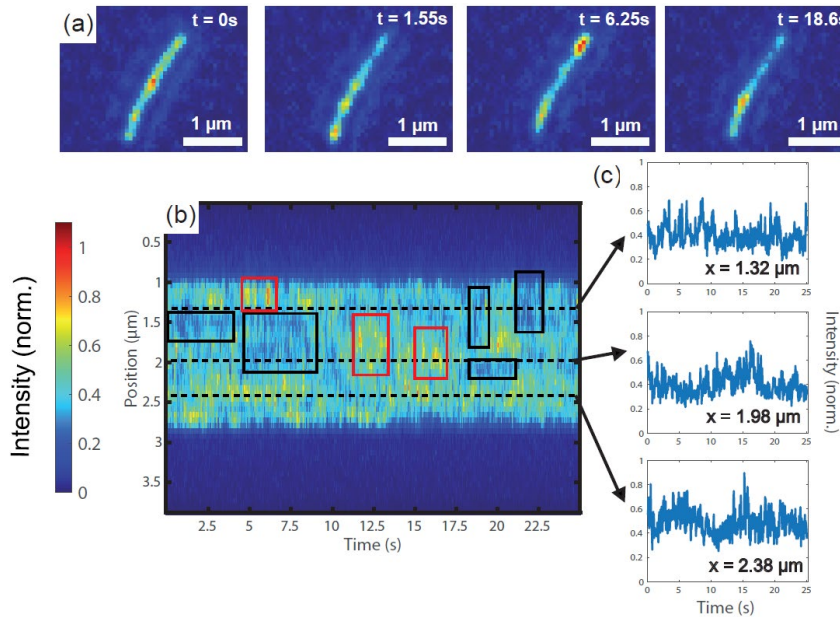 (a)
t = 0s
1 µm
t = 1.55s
1 µm
t = 6.25s
1 µm
t = 18.6s
1 µm
Intensity (norm.)
1
0.8
0.6
0.4
0.2
0
(b)
Position (µm)
0.5
1
1.5
2
2.5
3
3.5
2.5
5
7.5
10
12.5
15
17.5
20
22.5
Time (s)
(c)
1
0.8
0.6
0.4
0.2
0
0 5 10 15 20 25
x = 1.32 µm
1
0.8
0.6
0.4
0.2
0
0 5 10 15 20 25
x = 1.98 µm
Intensity (norm.)
1
0.8
0.6
0.4
0.2
0
0 5 10 15 20 25
x = 2.38 µm
Time (s)